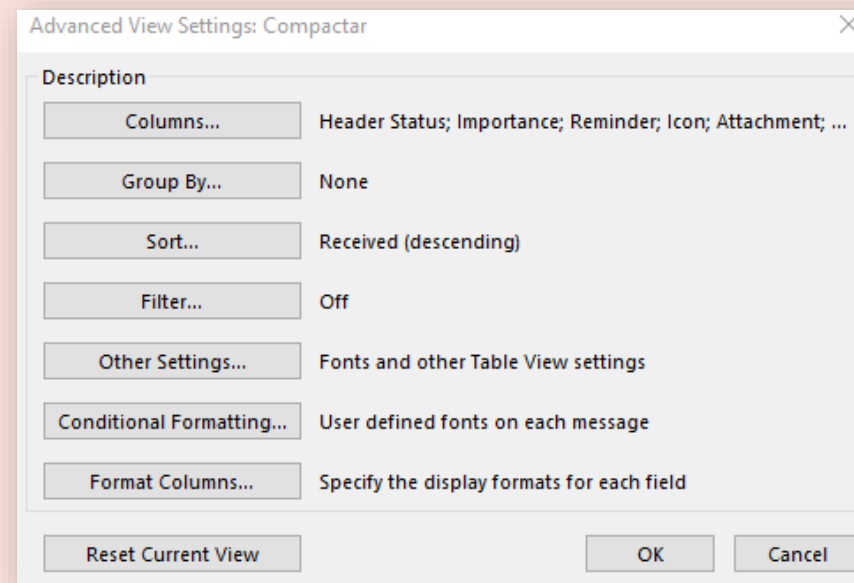 Advanced View Settings: Compactar
Description
Columns... Header Status; Importance; Reminder; Icon; Attachment; ...
Group By... None
Sort... Received (descending)
Filter... Off
Other Settings... Fonts and other Table View settings
Conditional Formatting... User defined fonts on each message
Format Columns... Specify the display formats for each field
Reset Current View OK Cancel